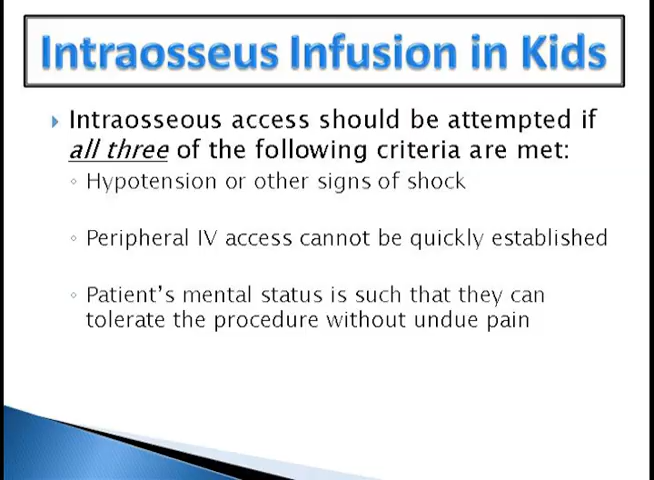 Intraosseus Infusion in Kids
Intraosseous access should be attempted if
all three of the following criteria are met:
Hypotension or other signs of shock
Peripheral IV access cannot be quickly established
Patient's mental status is such that they can
tolerate the procedure without undue pain